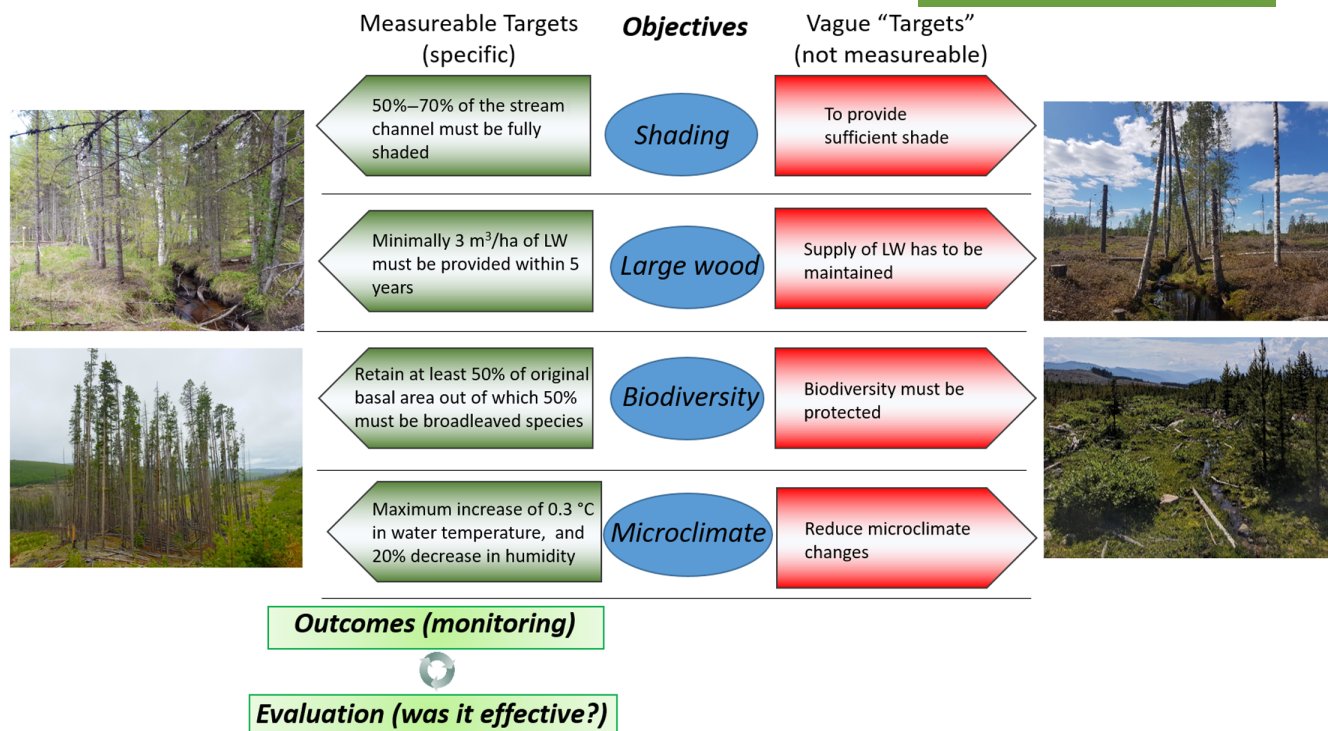 Measureable Targets
(specific)
Objectives
Vague “Targets”
(not measureable)
50%–70% of the stream
channel must be fully
shaded
Shading
To provide
sufficient shade
Minimally 3 m³/ha of LW
must be provided within 5
years
Large wood
Supply of LW has to be
maintained
Retain at least 50% of original
basal area out of which 50%
must be broadleaved species
Biodiversity
Biodiversity must be
protected
Maximum increase of 0.3 °C
in water temperature, and
20% decrease in humidity
Microclimate
Reduce microclimate
changes
Outcomes (monitoring)
Evaluation (was it effective?)